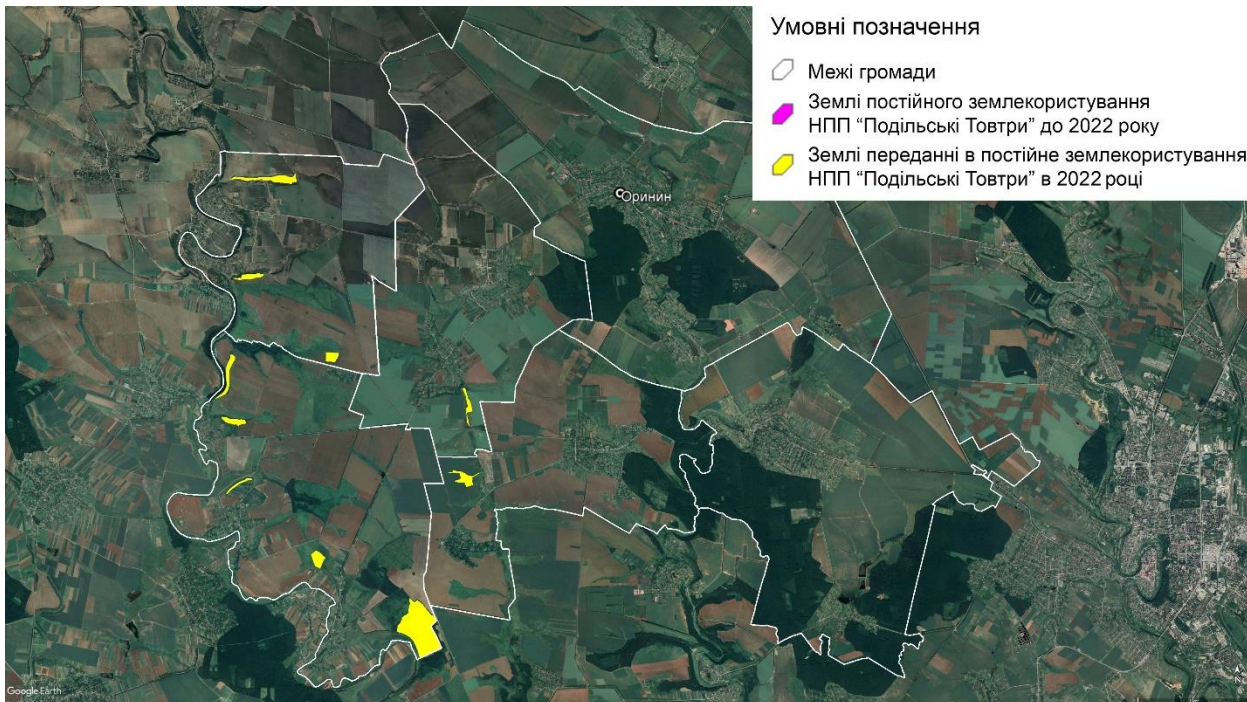 Умовні позначення
Межі громади
Землі постійного землекористування
НПП “Подільські Товтри” до 2022 року
Землі переданні в постійне землекористування
НПП “Подільські Товтри” в 2022 році
Оринин
Google Earth
N